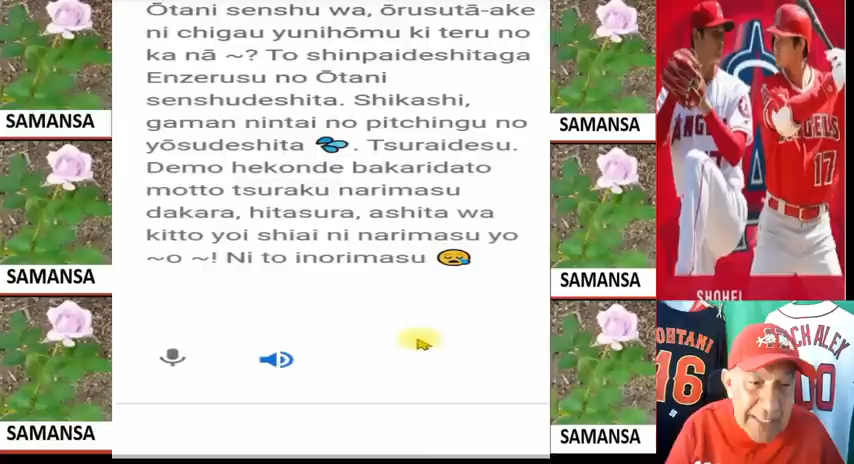 Ōtani senshu wa, ōrusutā-ake
ni chigau yunihōmu ki teru no
ka nā ~? To shinpaideshitaga
Enzerusu no Ōtani
senshudeshita. Shikashi,
gaman nintai no pitchingu no
yōsudeshita 💦. Tsuraidesu.
Demo hekonde bakaridato
motto tsuraku narimasu
dakara, hitasura, ashita wa
kitto yoi shiai ni narimasu yo
~o ~! Ni to inorimasu 😪
SAMANSA
SAMANSA
SAMANSA
SAMANSA
SAMANSA
SAMANSA
ANGELS
ANGELS
17
SHOHEI
OHTANI
16
COACH ALEX
00